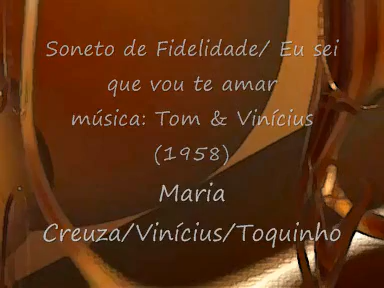 Soneto de Fidelidade/ Eu sei
que vou te amar
música: Tom & Vinícius
(1958)
Maria
Creuza/Vinícius/Toquinho